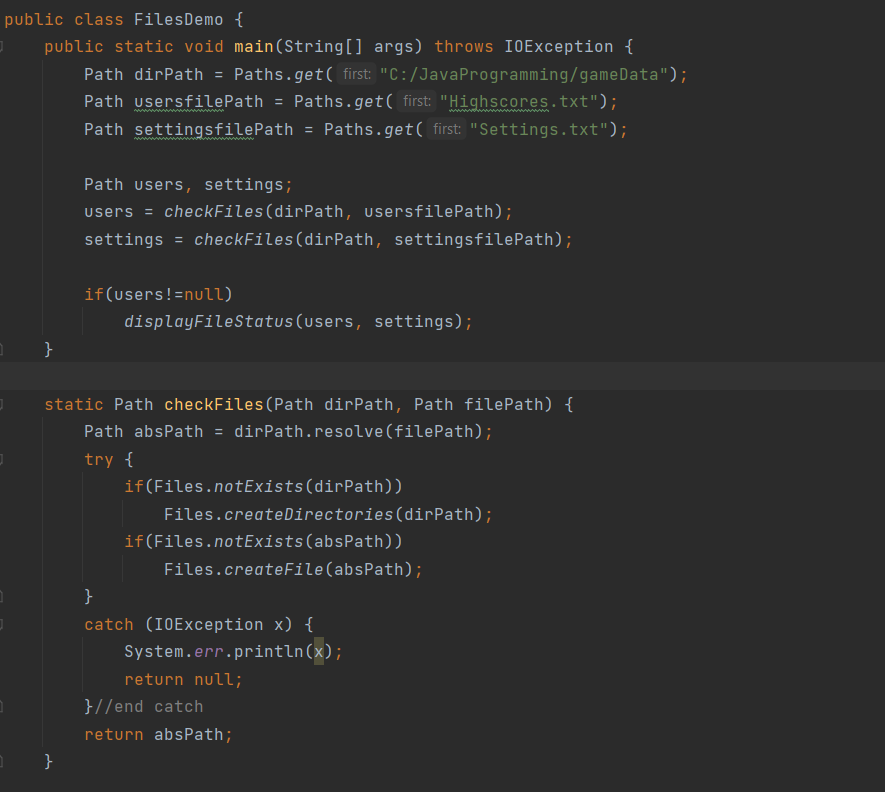 public class FilesDemo {
    public static void main(String[] args) throws IOException {
        Path dirPath = Paths.get( first: "C:/JavaProgramming/gameData");
        Path usersfilePath = Paths.get( first: "Highscores.txt");
        Path settingsfilePath = Paths.get( first: "Settings.txt");

        Path users, settings;
        users = checkFiles(dirPath, usersfilePath);
        settings = checkFiles(dirPath, settingsfilePath);

        if(users!=null)
            displayFileStatus(users, settings);
    }

    static Path checkFiles(Path dirPath, Path filePath) {
        Path absPath = dirPath.resolve(filePath);
        try {
            if(Files.notExists(dirPath))
                Files.createDirectories(dirPath);
            if(Files.notExists(absPath))
                Files.createFile(absPath);
        }
        catch (IOException x) {
            System.err.println(x);
            return null;
        }//end catch
        return absPath;
    }